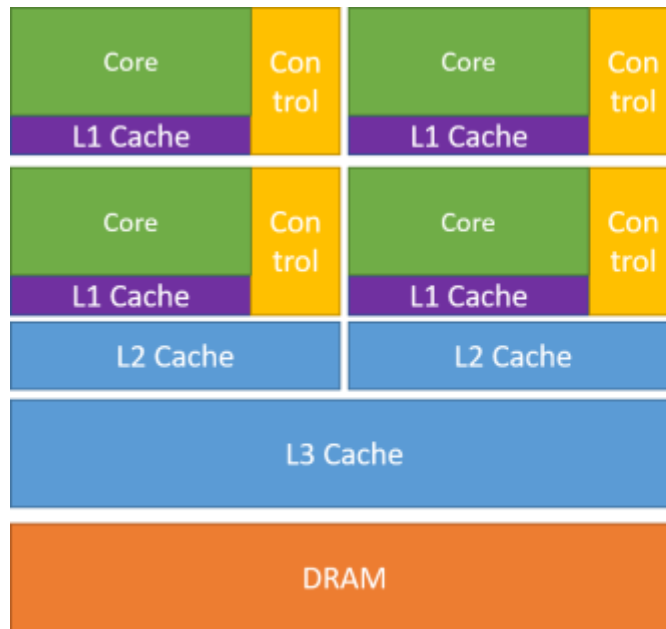 Core
Con
trol
Core
Con
trol
L1 Cache
L1 Cache
Core
Con
trol
Core
Con
trol
L1 Cache
L1 Cache
L2 Cache
L2 Cache
L3 Cache
DRAM